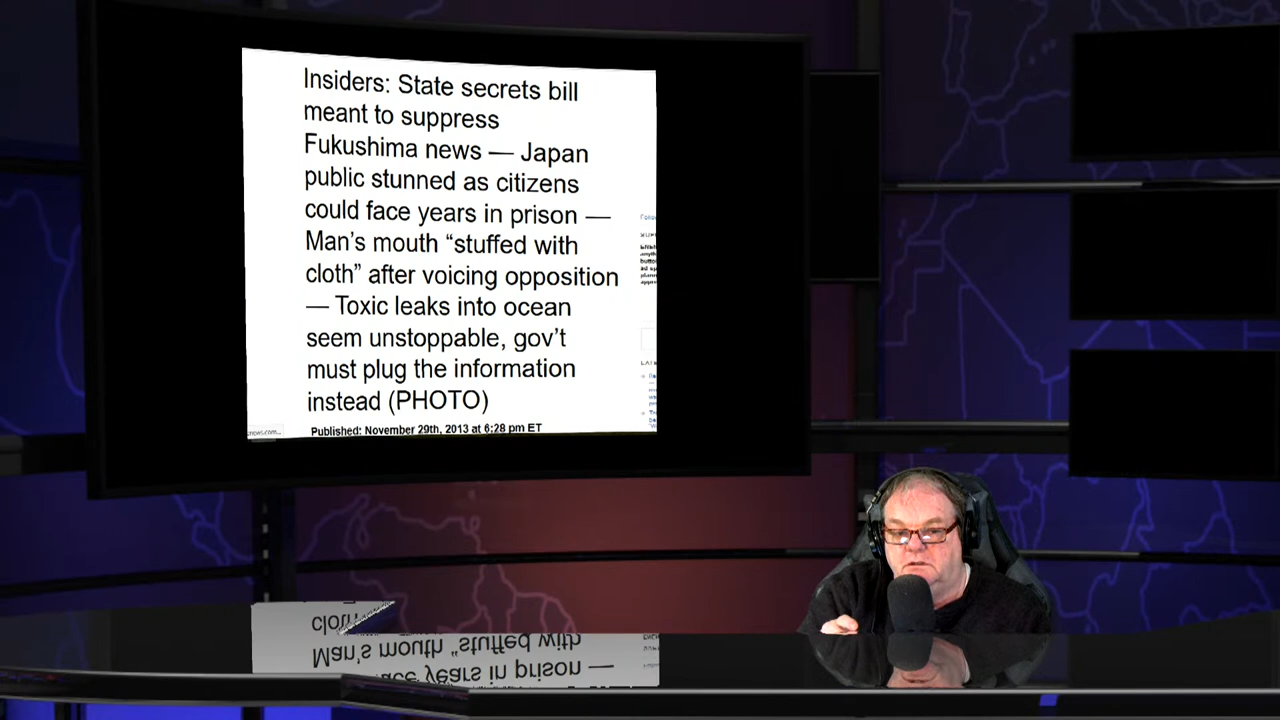 Insiders: State secrets bill
meant to suppress
Fukushima news — Japan
public stunned as citizens
could face years in prison —
Man's mouth “stuffed with
cloth” after voicing opposition
— Toxic leaks into ocean
seem unstoppable, gov't
must plug the information
instead (PHOTO)
Published: November 29th, 2013 at 6:28 pm ET